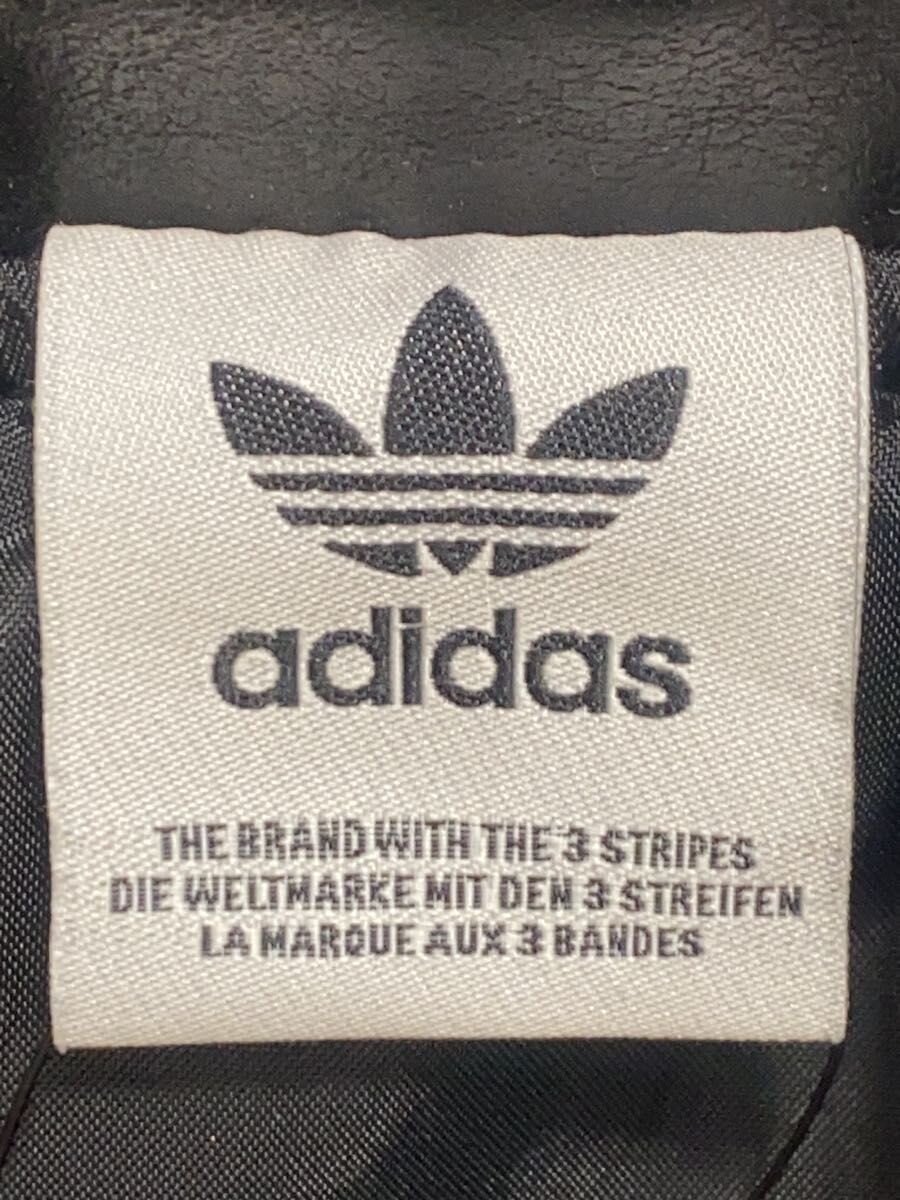 adidas
THE BRAND WITH THE 3 STRIPES
DIE WELTMARKE MIT DEN 3 STREIFEN
LA MARQUE AUX 3 BANDES